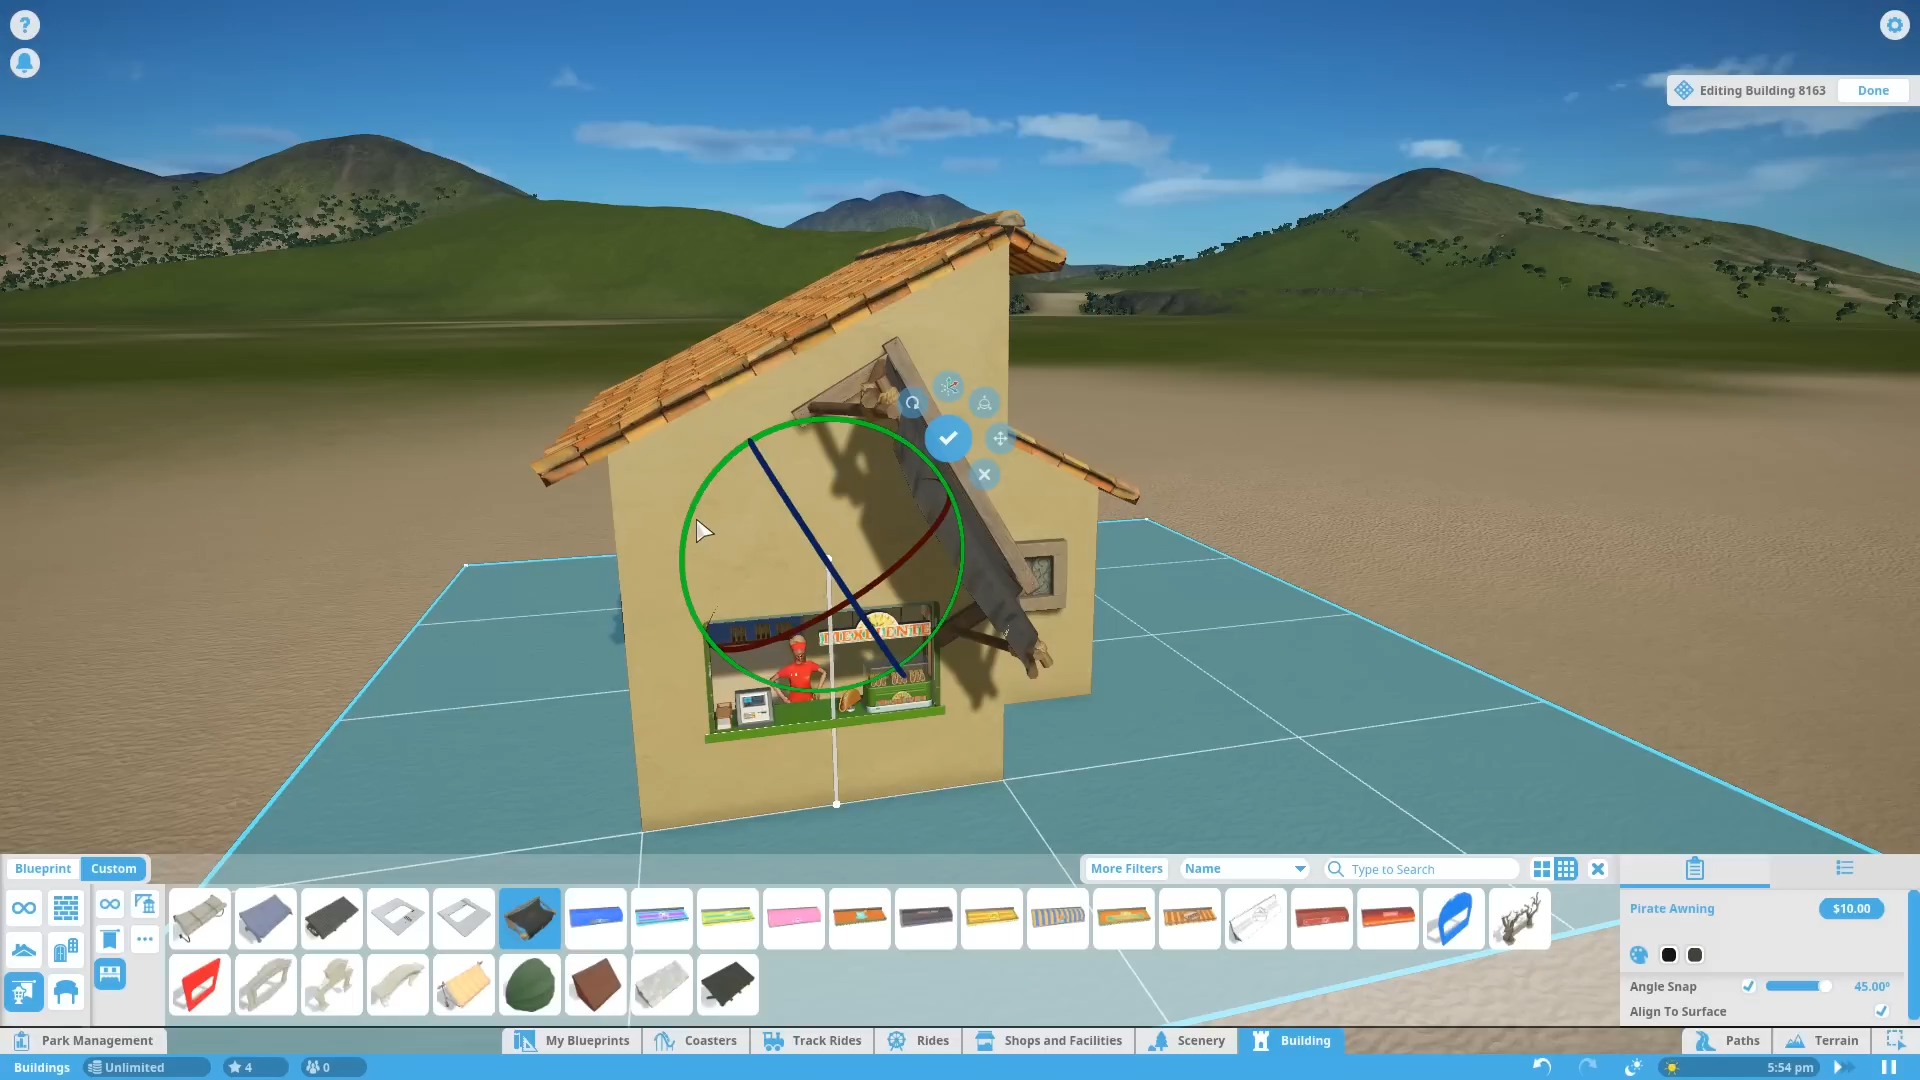 ?
Editing Building 8163 Done
MEXELENTE
Blueprint Custom
More Filters Name Type to Search
Pirate Awning $10.00
Angle Snap 45.00°
Align To Surface
Park Management My Blueprints Coasters Track Rides Rides Shops and Facilities Scenery Building Paths Terrain
Buildings Unlimited 4 0 5:54 pm